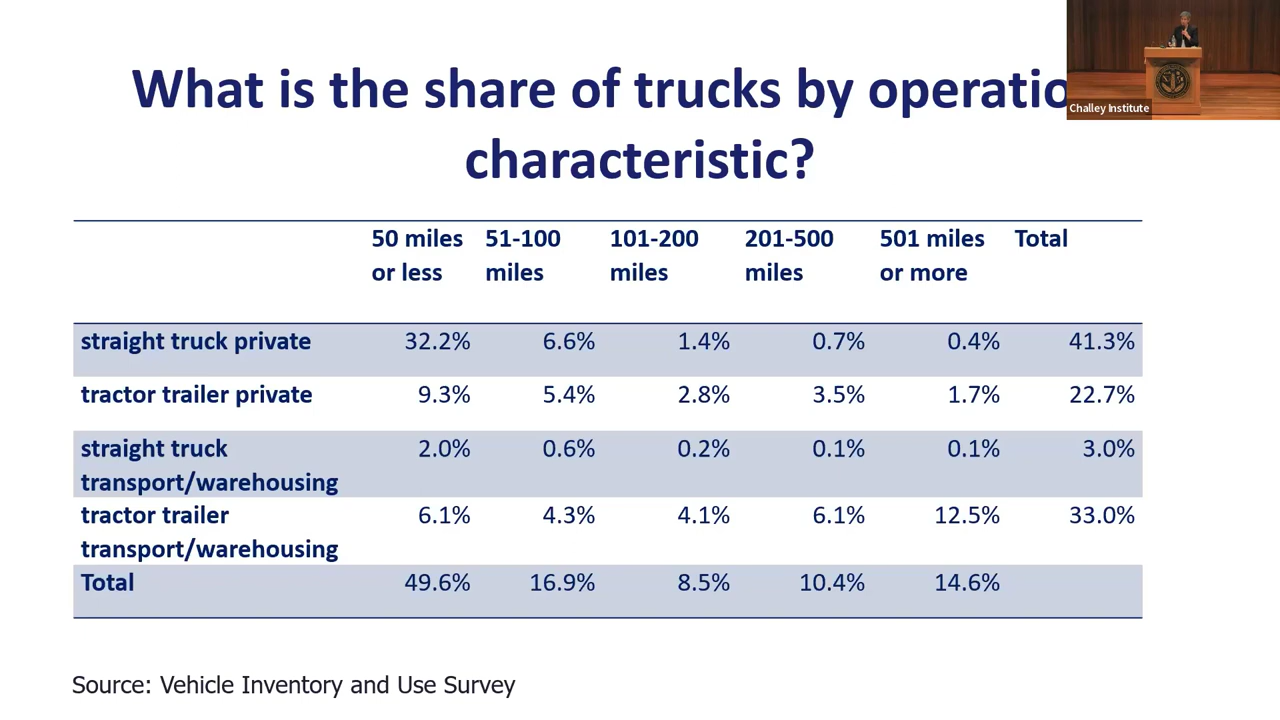 What is the share of trucks by operatio
characteristic?
Challey Institute
50 miles or less 51-100 miles 101-200 miles 201-500 miles 501 miles or more Total
straight truck private 32.2% 6.6% 1.4% 0.7% 0.4% 41.3%
tractor trailer private 9.3% 5.4% 2.8% 3.5% 1.7% 22.7%
straight truck transport/warehousing 2.0% 0.6% 0.2% 0.1% 0.1% 3.0%
tractor trailer transport/warehousing 6.1% 4.3% 4.1% 6.1% 12.5% 33.0%
Total 49.6% 16.9% 8.5% 10.4% 14.6%
Source: Vehicle Inventory and Use Survey